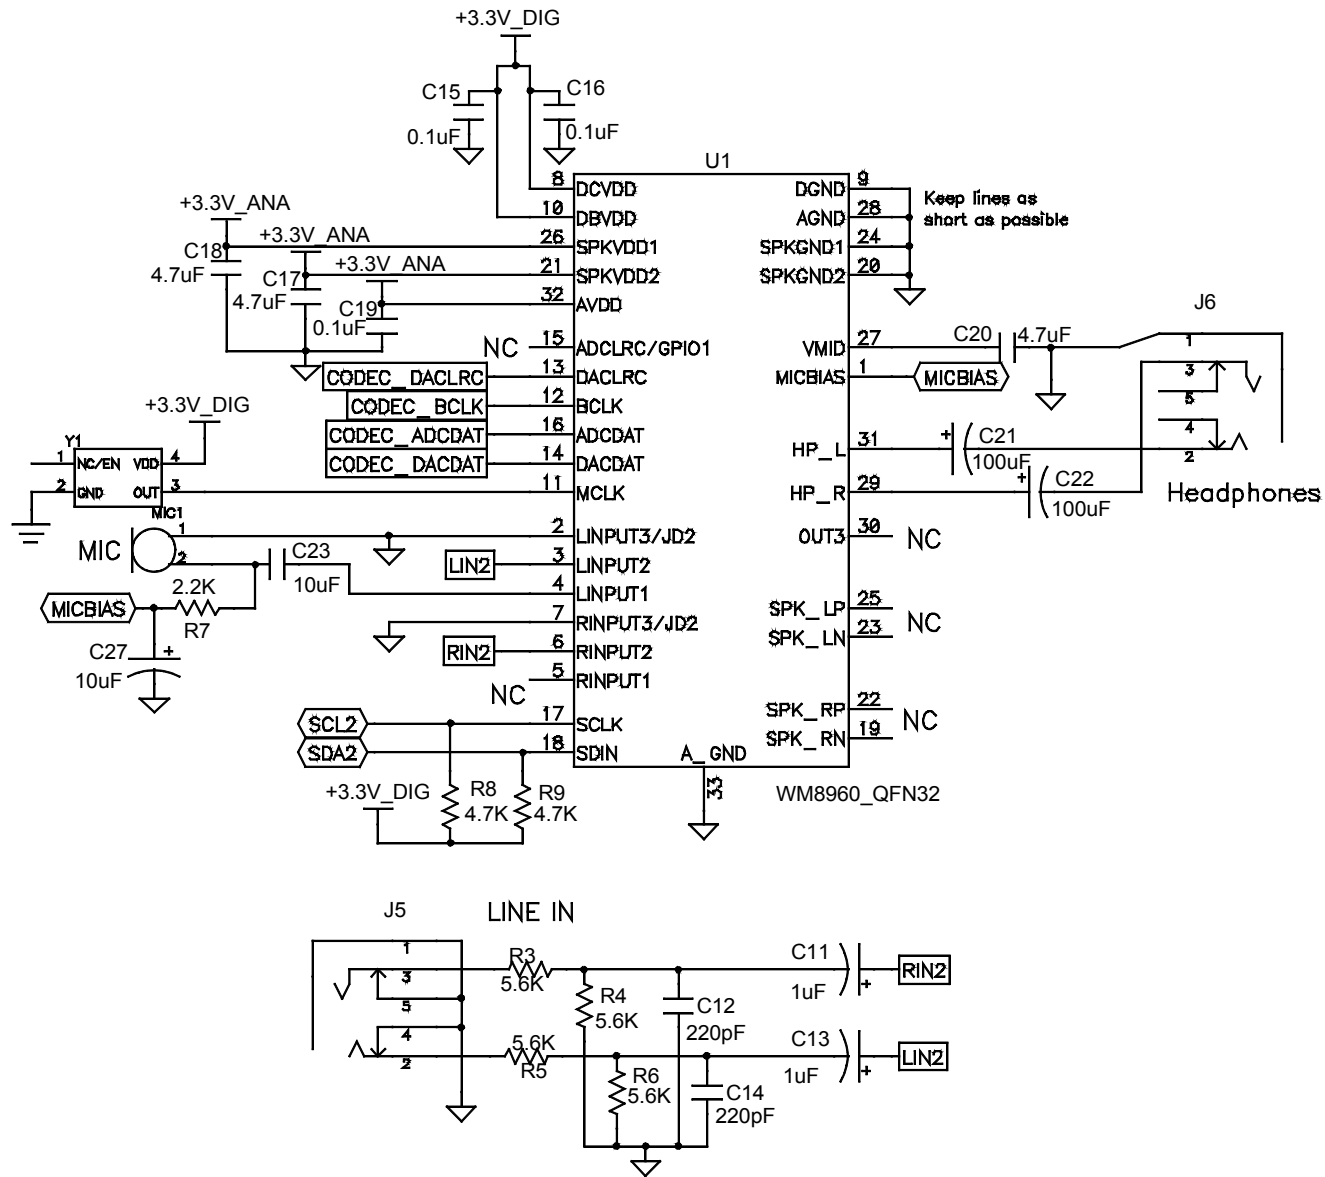 +3.3V_DIG
C15
C16
0.1uF
0.1uF
U1
8
DCVDD
DGND
9
10
DBVDD
AGND
28
Keep lines as
short as possible
+3.3V_ANA
26
SPKVDD1
SPKGND1
24
C18
4.7uF
+3.3V_ANA
21
SPKVDD2
SPKGND2
20
C17
4.7uF
+3.3V_ANA
32
AVDD
C19
0.1uF
NC
15
ADCLRC/GPIO1
VMID
27
C20
4.7uF
J6
1
3
5
4
2
Headphones
CODEC_DACLRC
13
DACLRC
MICBIAS
1
MICBIAS
CODEC_BCLK
12
BCLK
CODEC_ADCDAT
16
ADCDAT
HP_L
31
+
C21
100uF
CODEC_DACDAT
14
DACDAT
+3.3V_DIG
Y1
1
NC/EN
VDD
4
2
GND
OUT
3
11
MCLK
HP_R
29
+
C22
100uF
MIC1
MIC
1
2
2
LINPUT3/JD2
OUT3
30
NC
C23
10uF
LIN2
3
LINPUT2
4
LINPUT1
SPK_LP
25
NC
MICBIAS
2.2K
R7
7
RINPUT3/JD2
SPK_LN
23
C27
+
10uF
RIN2
6
RINPUT2
NC
5
RINPUT1
SPK_RP
22
NC
SCL2
17
SCLK
SPK_RN
19
SDA2
18
SDIN
A_GND
33
WM8960_QFN32
+3.3V_DIG
R8
4.7K
R9
4.7K
J5
LINE IN
1
3
5
4
2
R3
5.6K
C11
1uF
+
RIN2
R4
5.6K
C12
220pF
5.6K
R5
C13
1uF
+
LIN2
R6
5.6K
C14
220pF